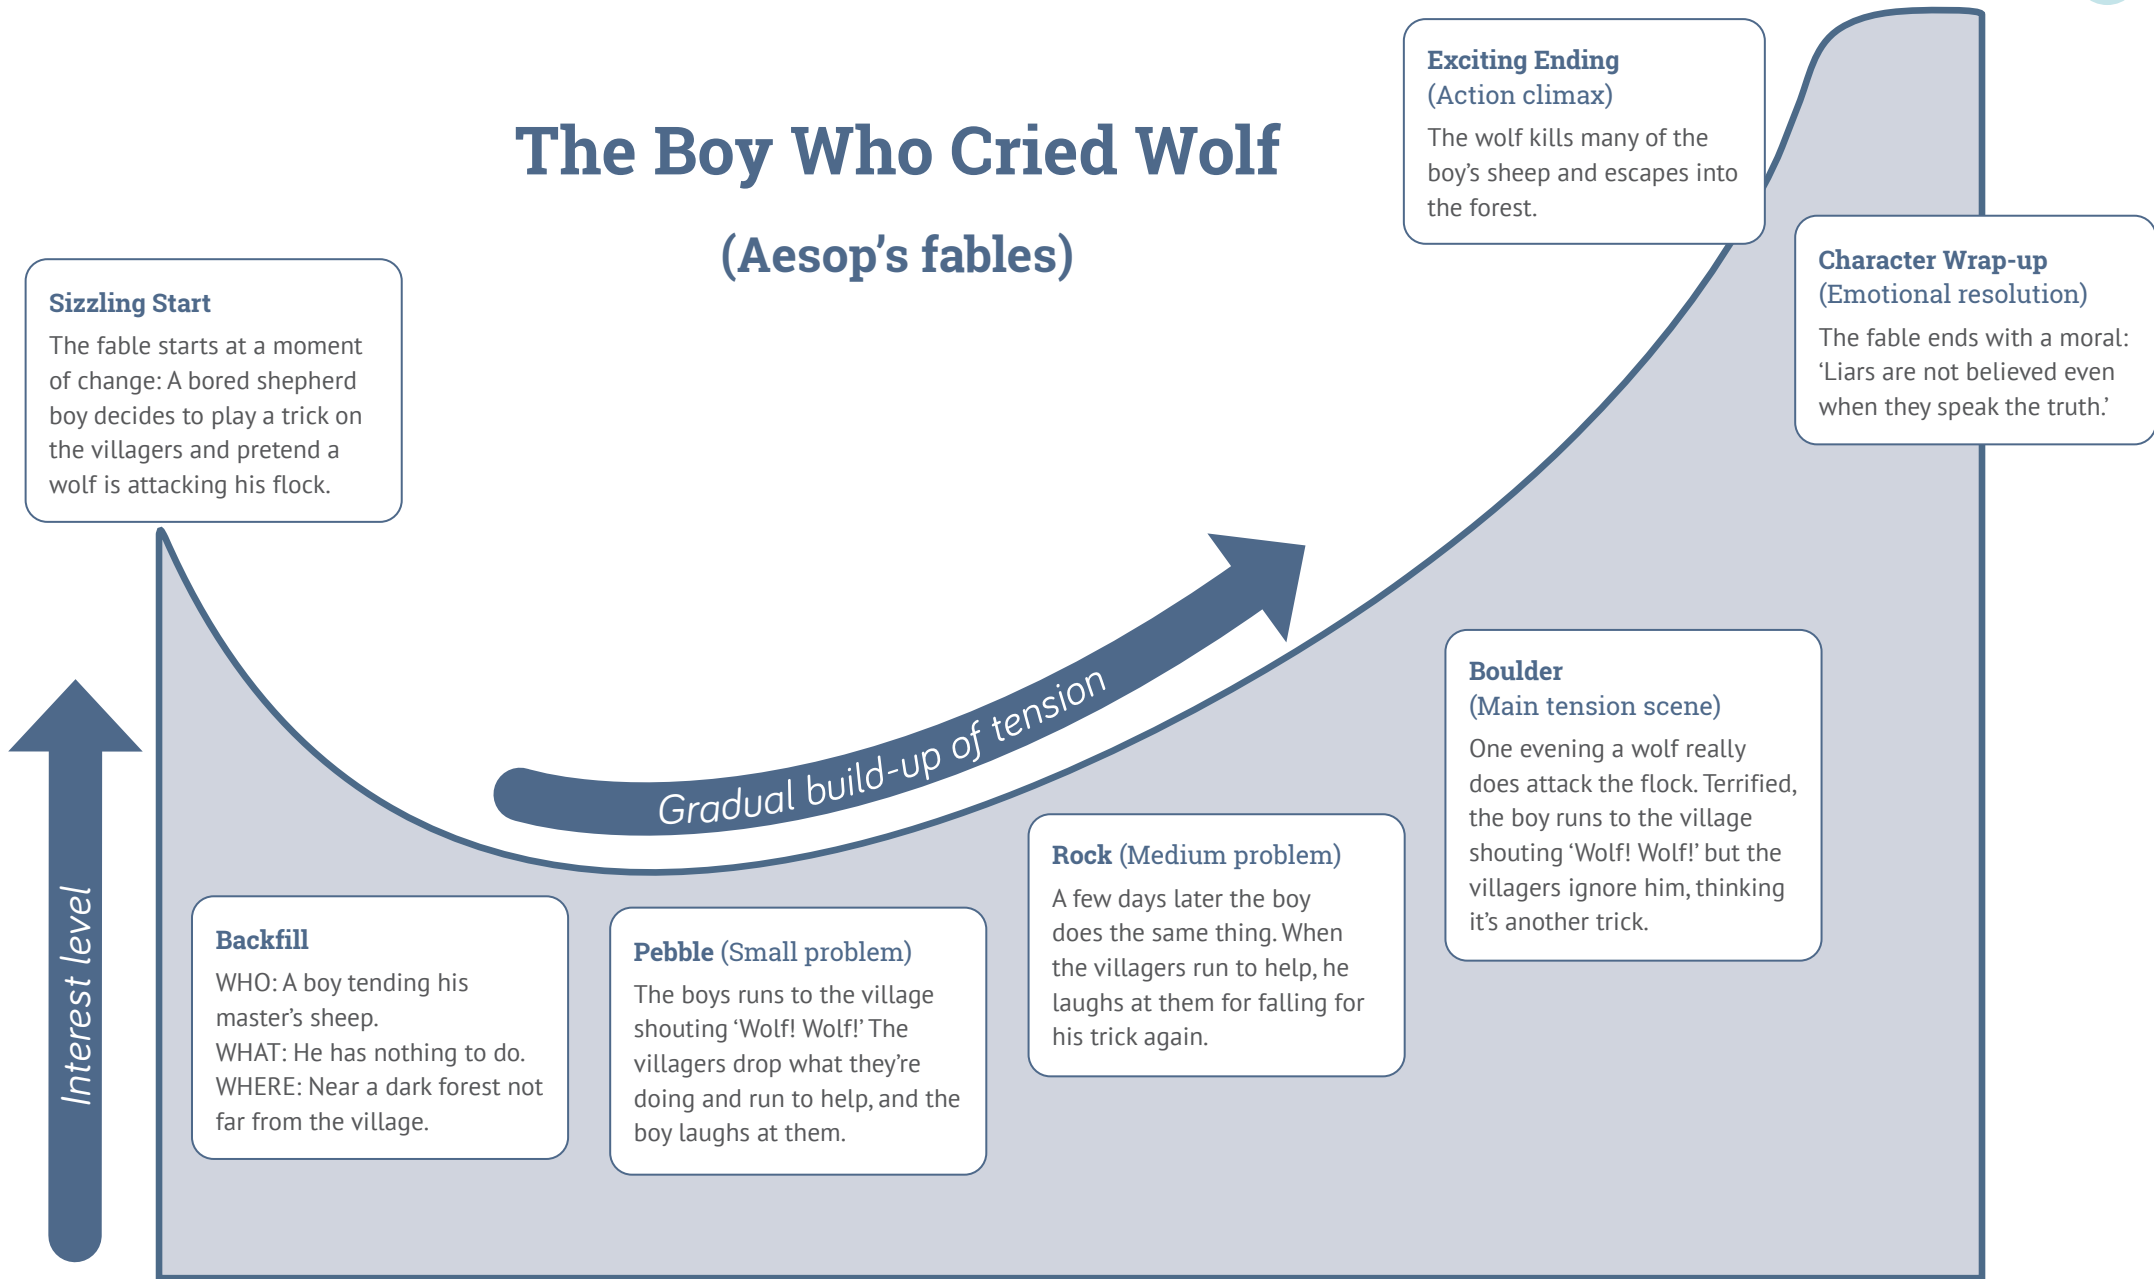 The Boy Who Cried Wolf
(Aesop’s fables)
Sizzling Start
The fable starts at a moment
of change: A bored shepherd
boy decides to play a trick on
the villagers and pretend a
wolf is attacking his flock.
Interest level
Backfill
WHO: A boy tending his
master’s sheep.
WHAT: He has nothing to do.
WHERE: Near a dark forest not
far from the village.
Gradual build-up of tension
Pebble (Small problem)
The boys runs to the village
shouting ‘Wolf! Wolf!’ The
villagers drop what they’re
doing and run to help, and the
boy laughs at them.
Rock (Medium problem)
A few days later the boy
does the same thing. When
the villagers run to help, he
laughs at them for falling for
his trick again.
Boulder
(Main tension scene)
One evening a wolf really
does attack the flock. Terrified,
the boy runs to the village
shouting ‘Wolf! Wolf!’ but the
villagers ignore him, thinking
it’s another trick.
Exciting Ending
(Action climax)
The wolf kills many of the
boy’s sheep and escapes into
the forest.
Character Wrap-up
(Emotional resolution)
The fable ends with a moral:
‘Liars are not believed even
when they speak the truth.’